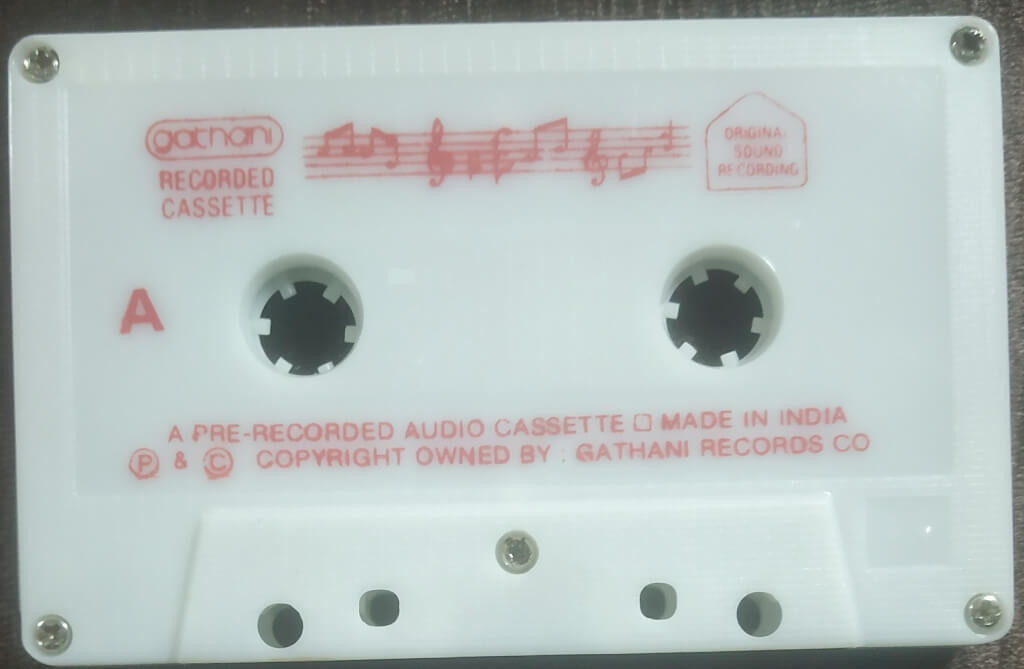 gathani
RECORDED
CASSETTE
ORIGINAL
SOUND
RECORDING
A
A PRE-RECORDED AUDIO CASSETTE □ MADE IN INDIA
Ⓟ & © COPYRIGHT OWNED BY : GATHANI RECORDS CO